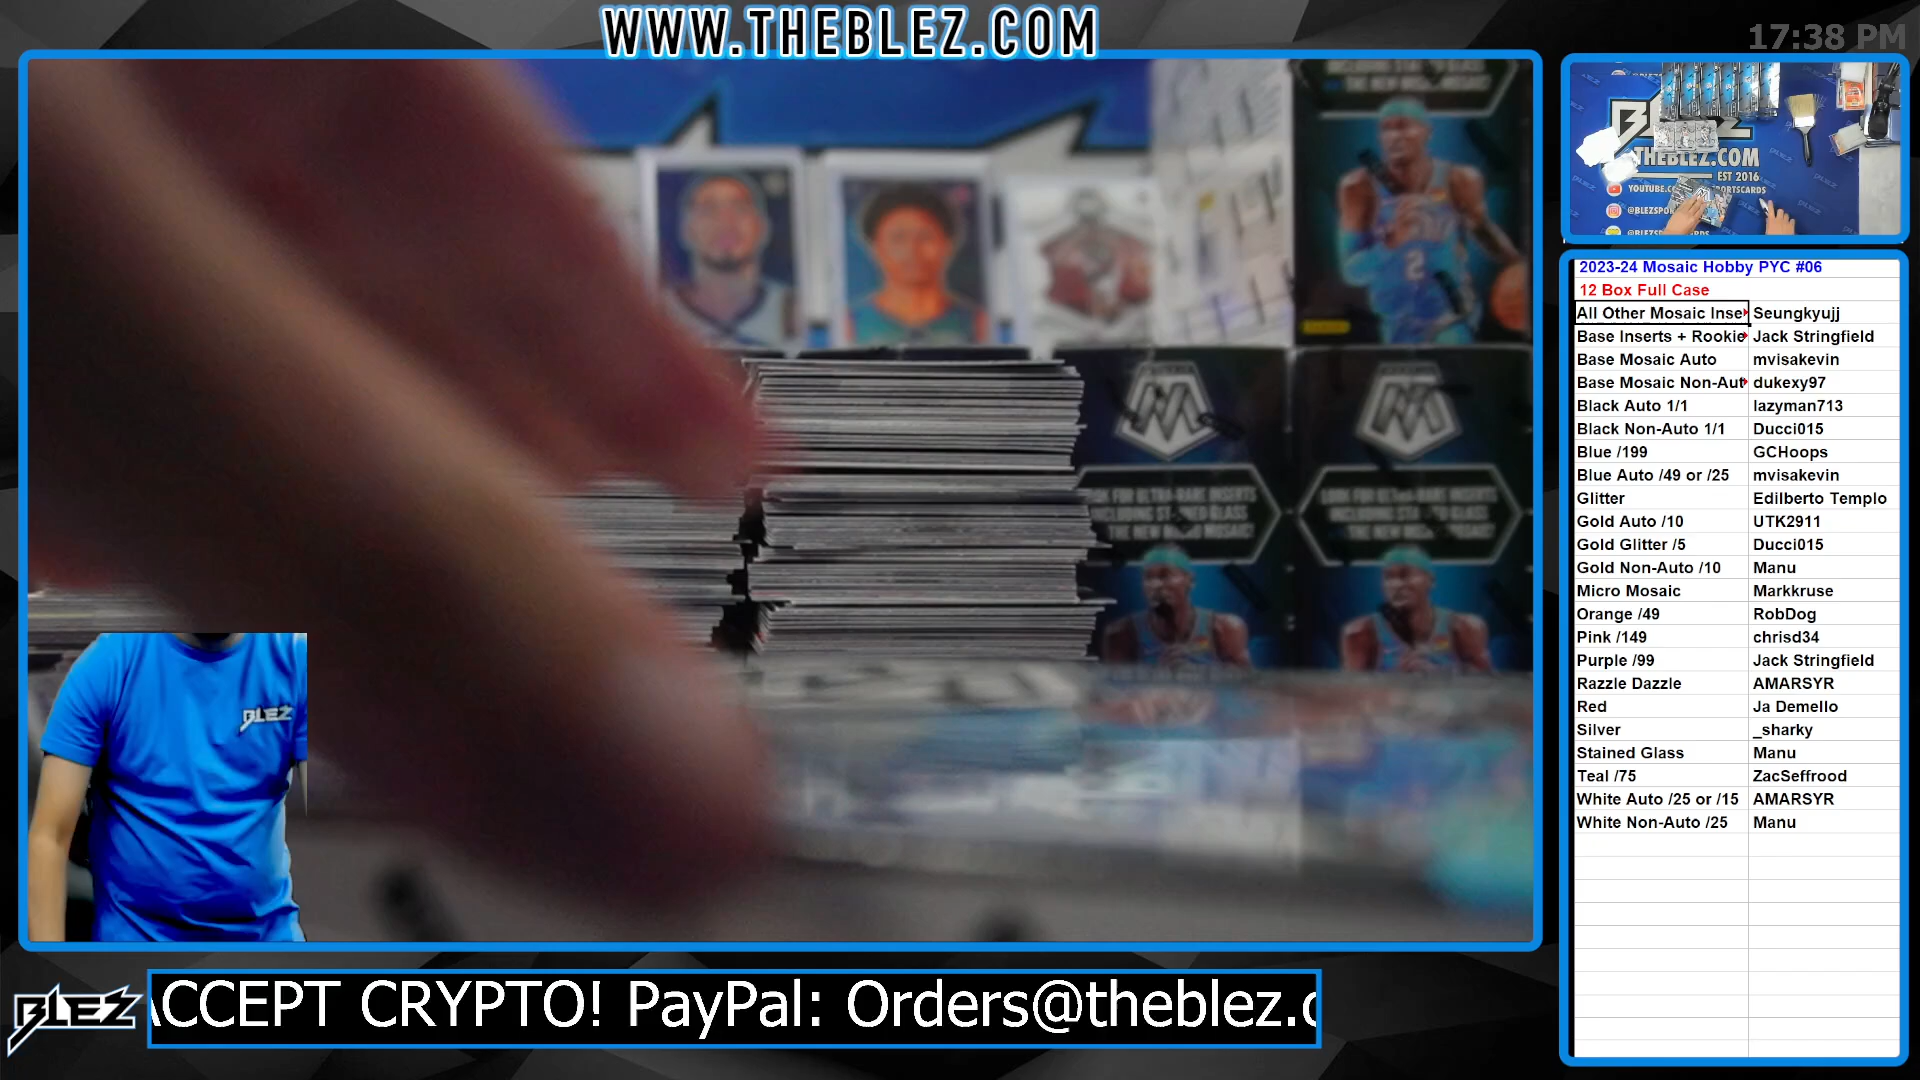 WWW.THEBLEZ.COM
17:38 PM
THEBLEZ.COM
EST 2016
2023-24 Mosaic Hobby PYC #06
12 Box Full Case
All Other Mosaic Inse Seungkyujj
Base Inserts + Rookie Jack Stringfield
Base Mosaic Auto mvisakevin
Base Mosaic Non-Aut dukexy97
Black Auto 1/1 lazyman713
Black Non-Auto 1/1 Ducci015
Blue /199 GCHoops
Blue Auto /49 or /25 mvisakevin
Glitter Edilberto Templo
Gold Auto /10 UTK2911
Gold Glitter /5 Ducci015
Gold Non-Auto /10 Manu
Micro Mosaic Markkruse
Orange /49 RobDog
Pink /149 chrisd34
Purple /99 Jack Stringfield
Razzle Dazzle AMARSYR
Red Ja Demello
Silver _sharky
Stained Glass Manu
Teal /75 ZacSeffrood
White Auto /25 or /15 AMARSYR
White Non-Auto /25 Manu
BLEZ
BLEZ
ACCEPT CRYPTO! PayPal: Orders@theblez.c